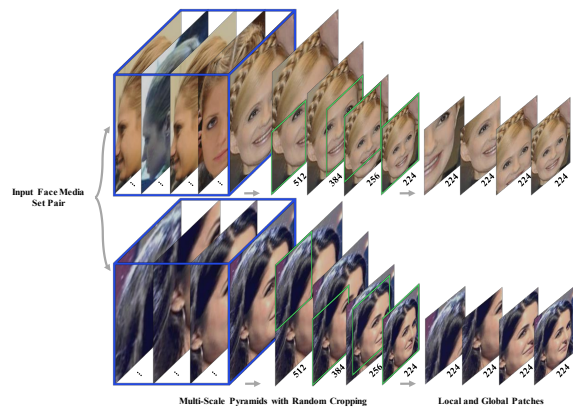 ⋮ ⋮ ⋮ ⋮
512 384 256 224
224 224 224 224
Input Face Media
Set Pair
⋮ ⋮ ⋮ ⋮
512 384 256 224
224 224 224 224
Multi-Scale Pyramids with Random Cropping
Local and Global Patches